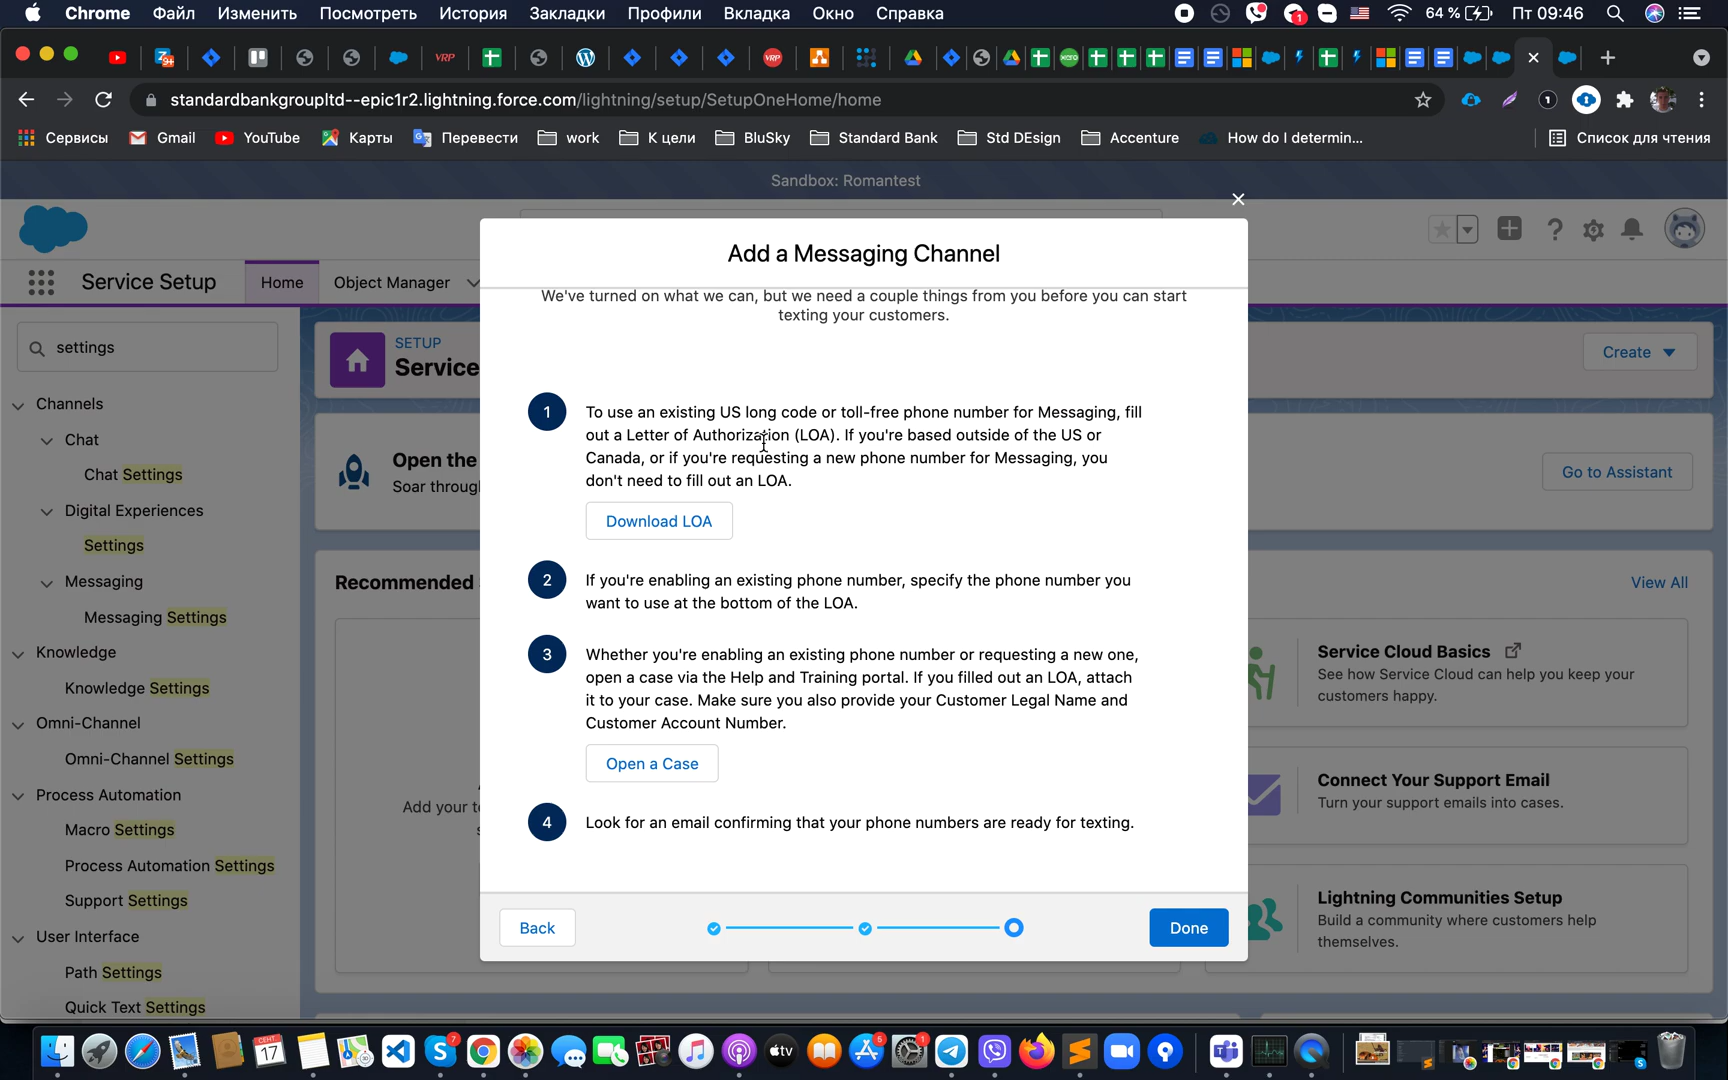 Chrome Файл Изменить Посмотреть История Закладки Профили Вкладка Окно Справка 1 64 % Пт 09:46
standardbankgroupltd--epic1r2.lightning.force.com/lightning/setup/SetupOneHome/home
Сервисы Gmail YouTube Карты Перевести work К цели BluSky Standard Bank Std DEsign Accenture How do I determin... Список для чтения
Sandbox: Romantest
Service Setup Home Object Manager
settings
Channels
Chat
Chat Settings
Digital Experiences
Settings
Messaging
Messaging Settings
Knowledge
Knowledge Settings
Omni-Channel
Omni-Channel Settings
Process Automation
Macro Settings
Process Automation Settings
Support Settings
User Interface
Path Settings
Quick Text Settings
SETUP
Service
Create
Open the
Soar throug
Go to Assistant
Recommended
View All
Add your t
Service Cloud Basics
See how Service Cloud can help you keep your
customers happy.
Connect Your Support Email
Turn your support emails into cases.
Lightning Communities Setup
Build a community where customers help
themselves.
Add a Messaging Channel
We've turned on what we can, but we need a couple things from you before you can start
texting your customers.
1 To use an existing US long code or toll-free phone number for Messaging, fill
out a Letter of Authorization (LOA). If you're based outside of the US or
Canada, or if you're requesting a new phone number for Messaging, you
don't need to fill out an LOA.
Download LOA
2 If you're enabling an existing phone number, specify the phone number you
want to use at the bottom of the LOA.
3 Whether you're enabling an existing phone number or requesting a new one,
open a case via the Help and Training portal. If you filled out an LOA, attach
it to your case. Make sure you also provide your Customer Legal Name and
Customer Account Number.
Open a Case
4 Look for an email confirming that your phone numbers are ready for texting.
Back Done